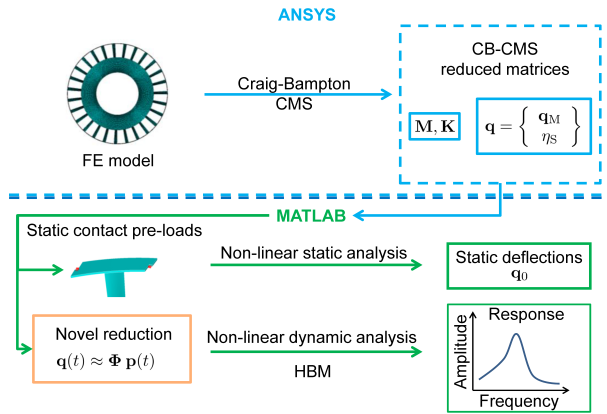 ANSYS
CB-CMS
reduced matrices
Craig-Bampton
CMS
M, K
q = { q_M
η_S }
FE model
MATLAB
Static contact pre-loads
Non-linear static analysis
Static deflections
q_0
Novel reduction
q(t) ≈ Φ p(t)
Non-linear dynamic analysis
HBM
Response
Amplitude
Frequency